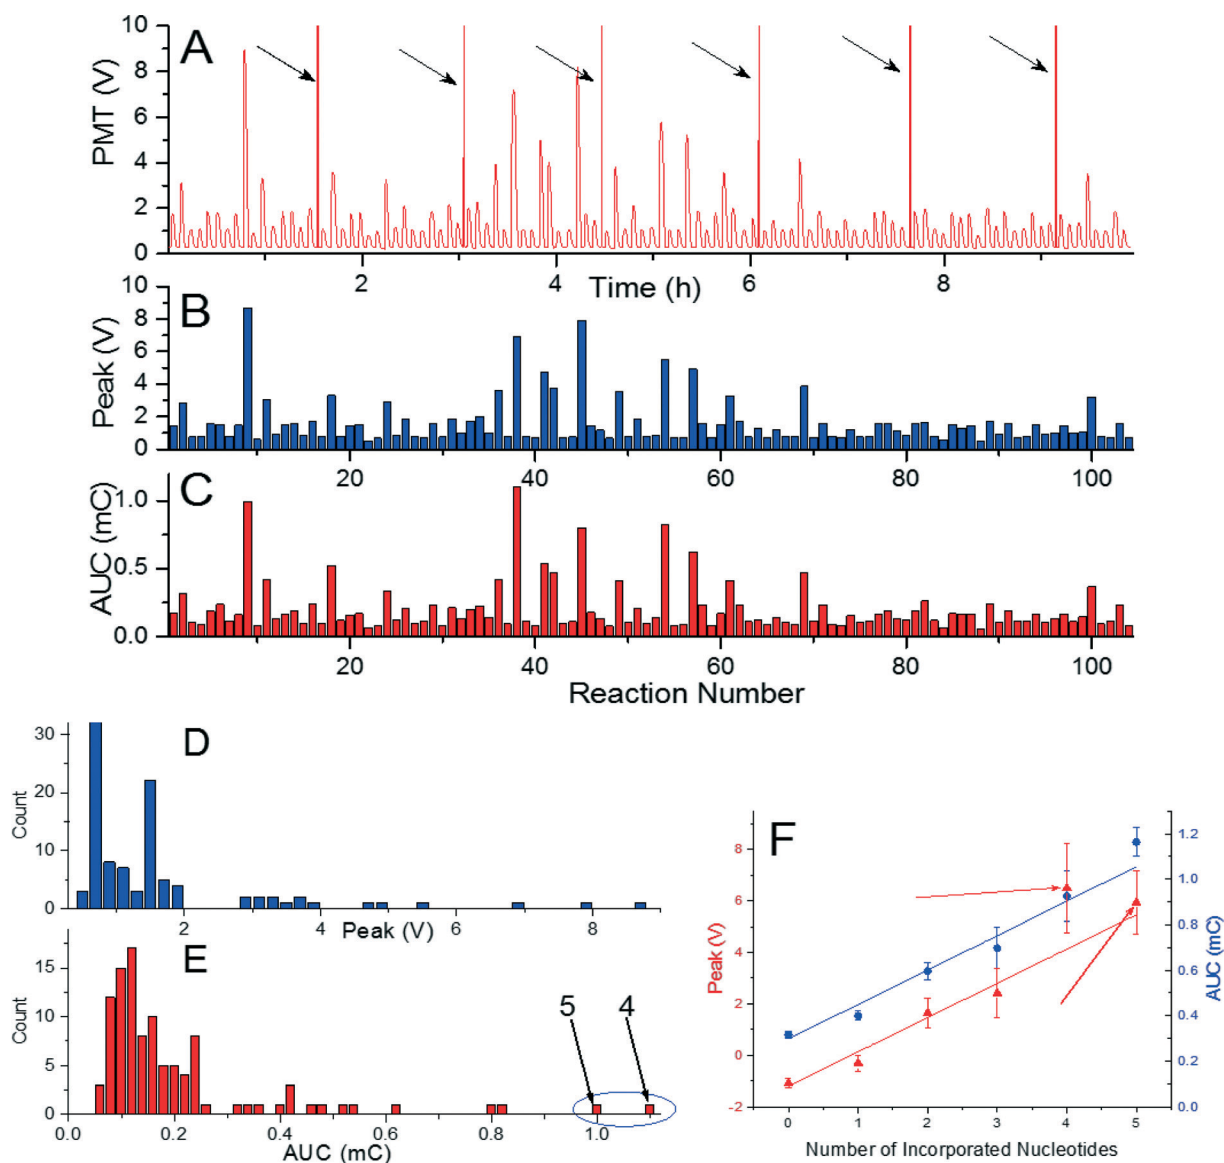 A
PMT (V)
10
8
6
4
2
0
2 4 6 8
Time (h)
B
Peak (V)
10
8
6
4
2
0
20 40 60 80 100
C
AUC (mC)
1.0
0.5
0.0
20 40 60 80 100
Reaction Number
D
Count
30
20
10
0
2 4 6 8
Peak (V)
E
Count
15
10
5
0
5 4
0.0 0.2 0.4 0.6 0.8 1.0
AUC (mC)
F
Peak (V)
8
6
4
2
0
-2
AUC (mC)
1.2
1.0
0.8
0.6
0.4
0.2
0.0
0 1 2 3 4 5
Number of Incorporated Nucleotides